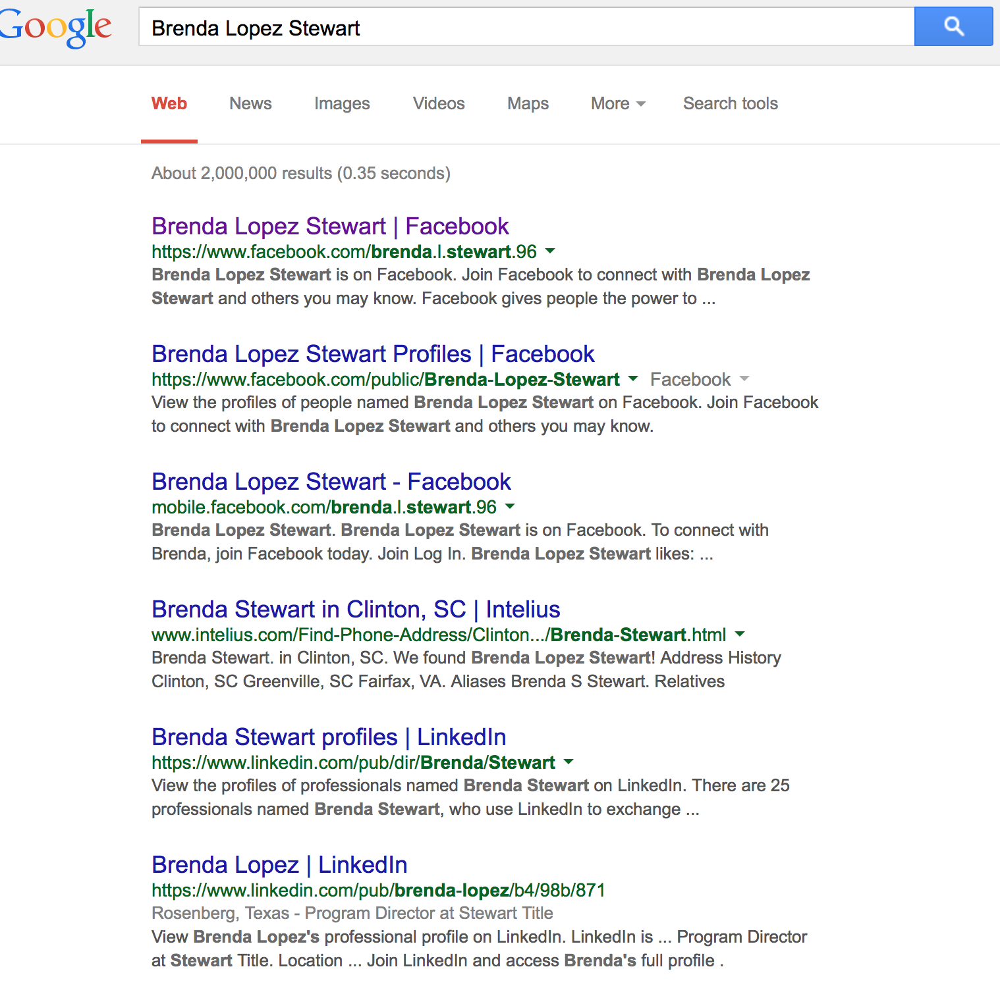 Google
Brenda Lopez Stewart
Web News Images Videos Maps More Search tools
About 2,000,000 results (0.35 seconds)
Brenda Lopez Stewart | Facebook
https://www.facebook.com/brenda.l.stewart.96
Brenda Lopez Stewart is on Facebook. Join Facebook to connect with Brenda Lopez
Stewart and others you may know. Facebook gives people the power to ...
Brenda Lopez Stewart Profiles | Facebook
https://www.facebook.com/public/Brenda-Lopez-Stewart Facebook
View the profiles of people named Brenda Lopez Stewart on Facebook. Join Facebook
to connect with Brenda Lopez Stewart and others you may know.
Brenda Lopez Stewart - Facebook
mobile.facebook.com/brenda.l.stewart.96
Brenda Lopez Stewart. Brenda Lopez Stewart is on Facebook. To connect with
Brenda, join Facebook today. Join Log In. Brenda Lopez Stewart likes: ...
Brenda Stewart in Clinton, SC | Intelius
www.intelius.com/Find-Phone-Address/Clinton.../Brenda-Stewart.html
Brenda Stewart. in Clinton, SC. We found Brenda Lopez Stewart! Address History
Clinton, SC Greenville, SC Fairfax, VA. Aliases Brenda S Stewart. Relatives
Brenda Stewart profiles | LinkedIn
https://www.linkedin.com/pub/dir/Brenda/Stewart
View the profiles of professionals named Brenda Stewart on LinkedIn. There are 25
professionals named Brenda Stewart, who use LinkedIn to exchange ...
Brenda Lopez | LinkedIn
https://www.linkedin.com/pub/brenda-lopez/b4/98b/871
Rosenberg, Texas - Program Director at Stewart Title
View Brenda Lopez's professional profile on LinkedIn. LinkedIn is ... Program Director
at Stewart Title. Location ... Join LinkedIn and access Brenda's full profile .